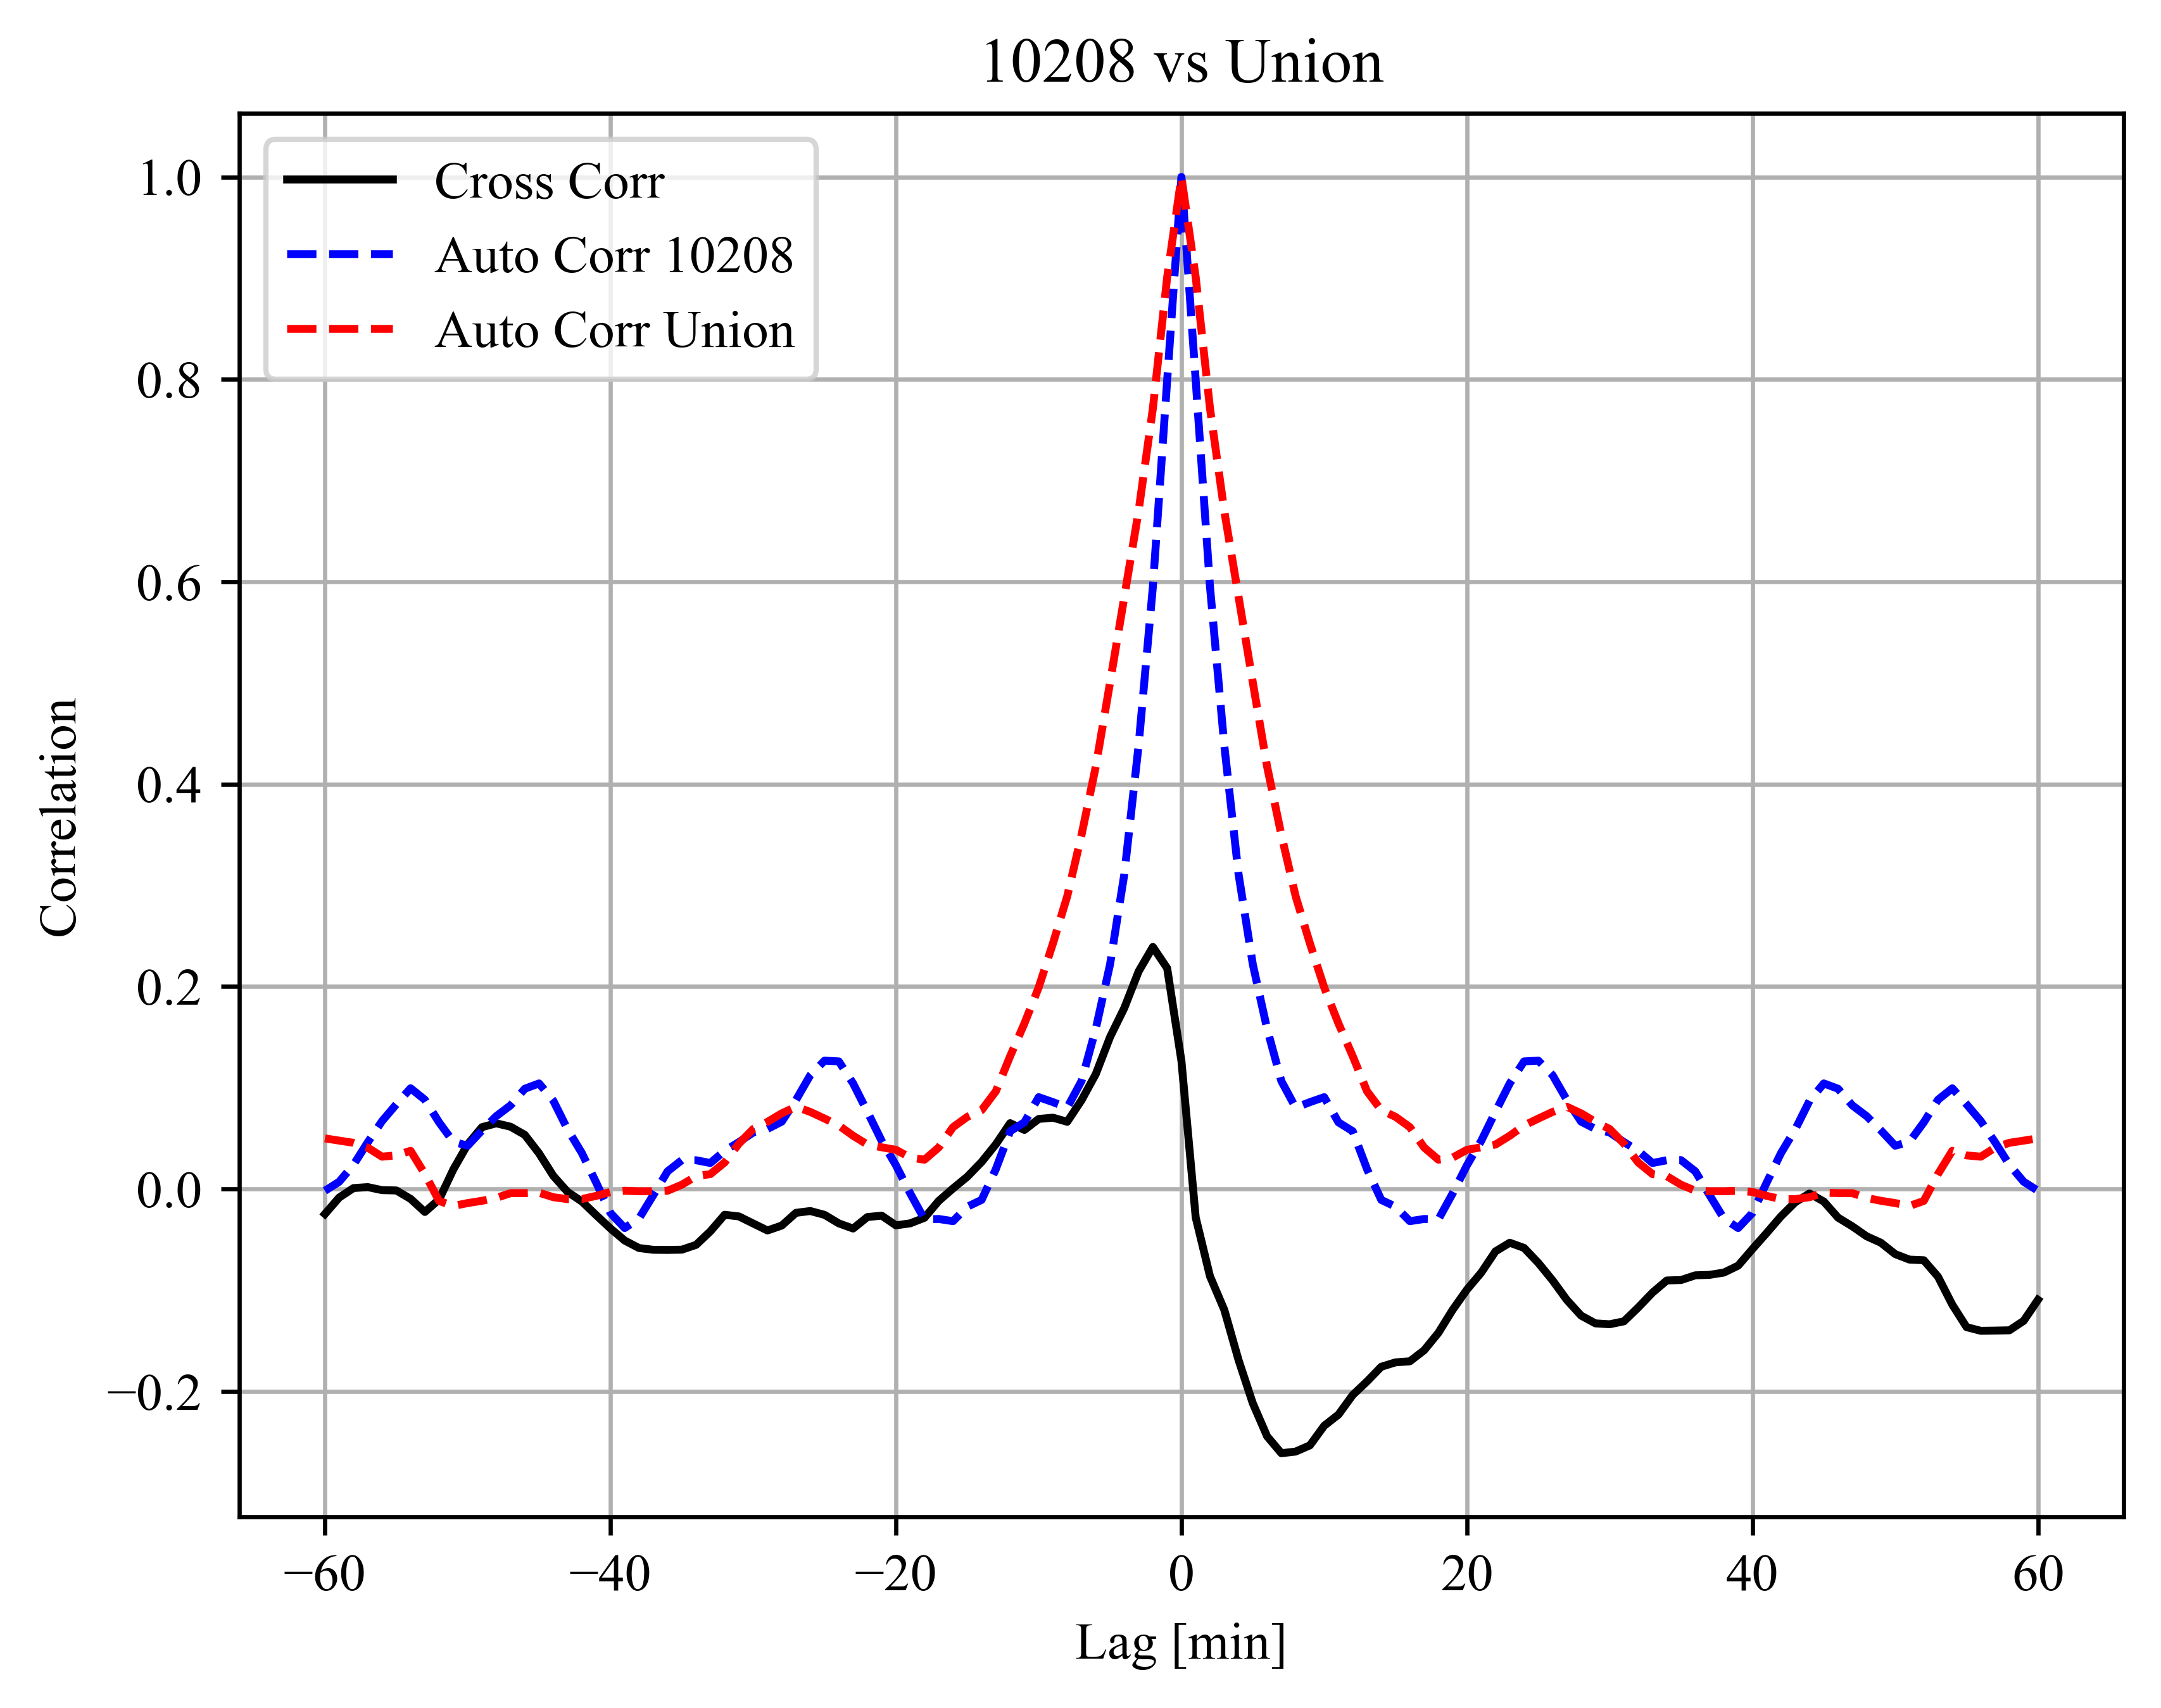 10208 vs Union
Cross Corr
Auto Corr 10208
Auto Corr Union
1.0
0.8
0.6
0.4
0.2
0.0
−0.2
Correlation
−60
−40
−20
0
20
40
60
Lag [min]